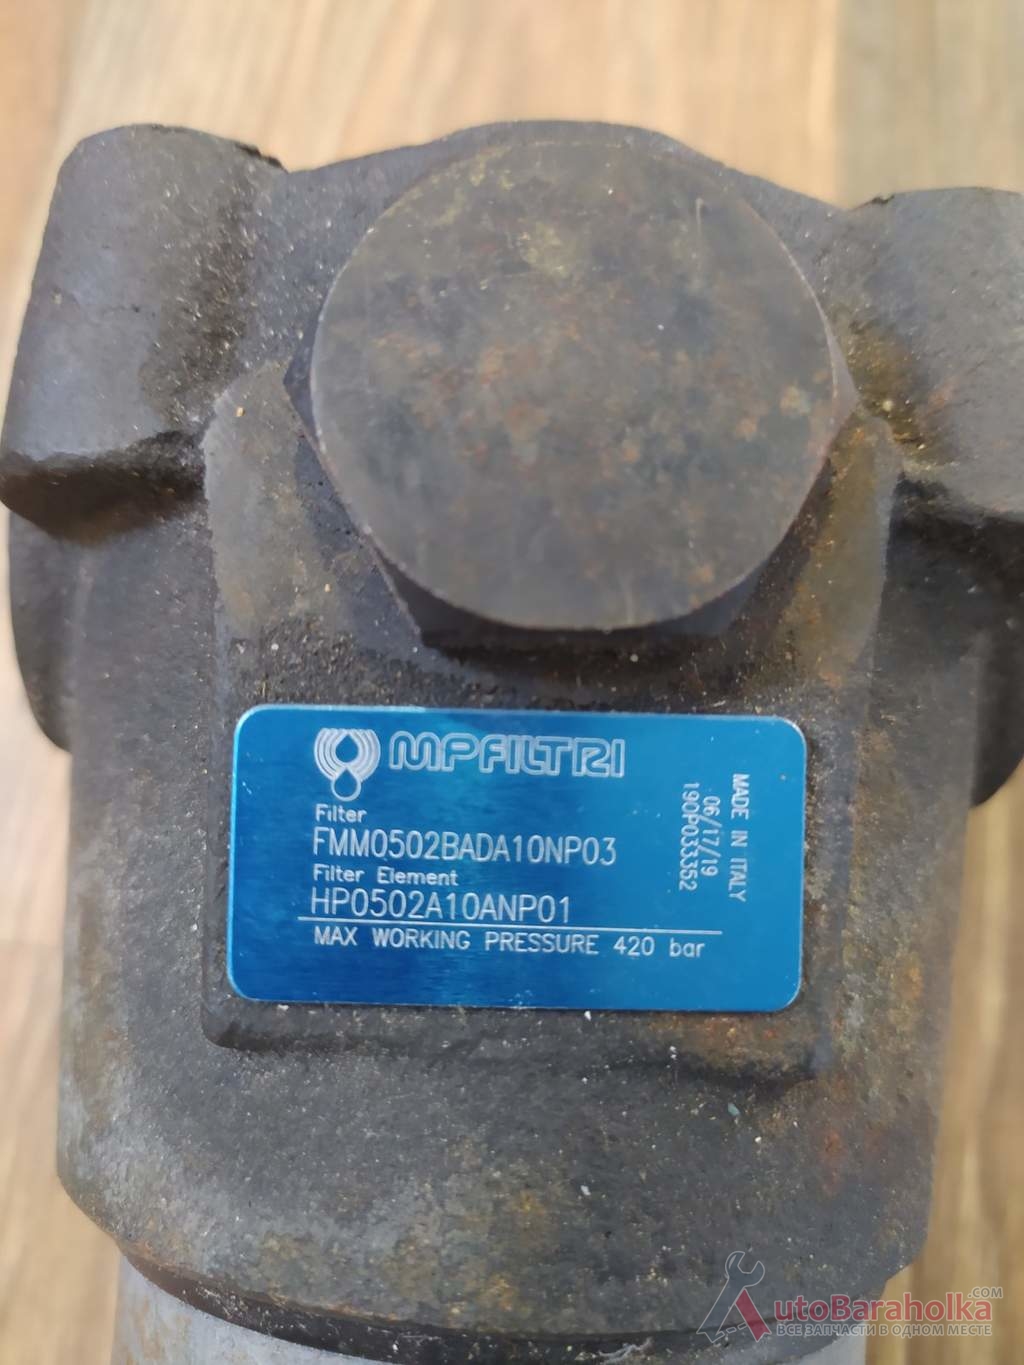 MPFILTRI
Filter
FMM0502BADA10NP03
Filter Element
HP0502A10ANP01
MAX WORKING PRESSURE 420 bar
MADE IN ITALY
06/17/19
190P033352
AutoBaraholka.COM
ВСЕ ЗАПЧАСТИ В ОДНОМ МЕСТЕ